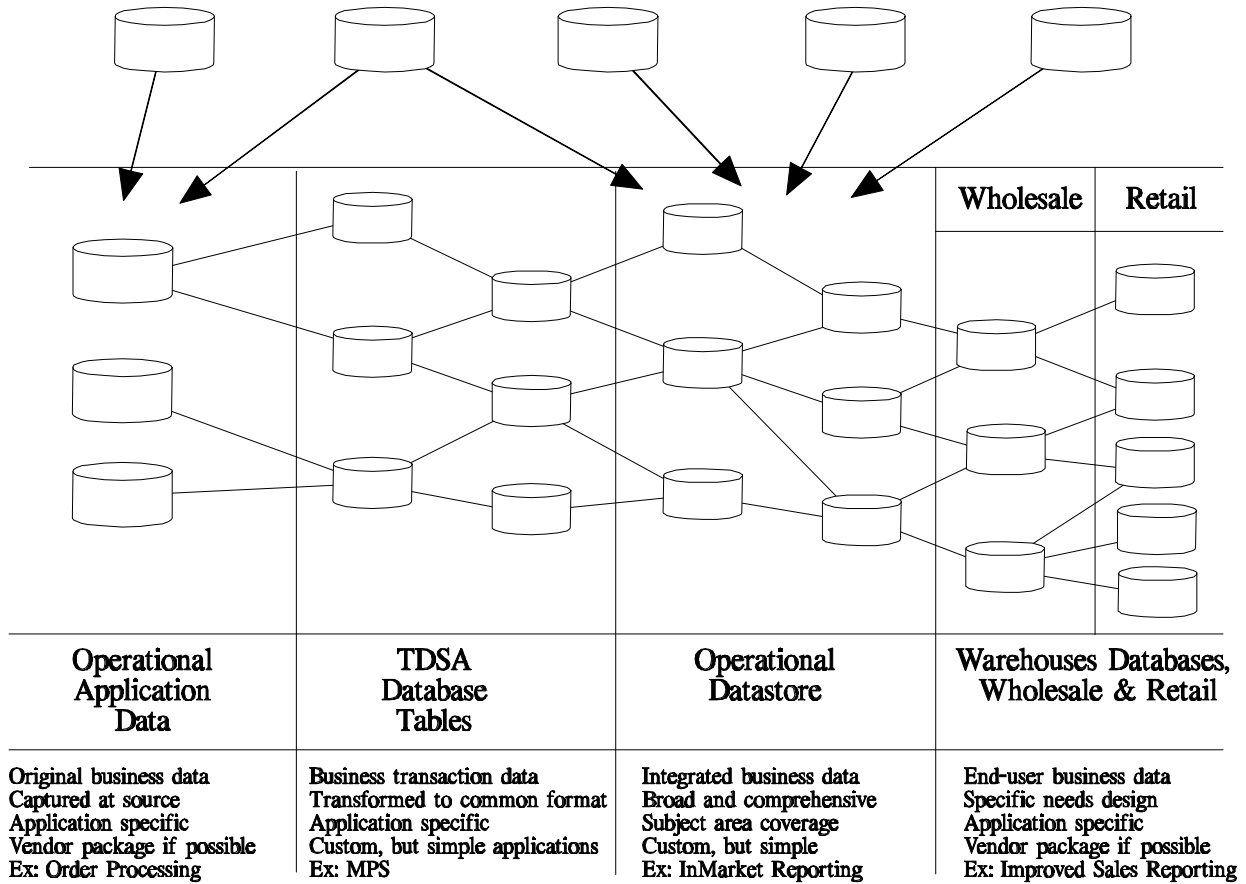 Wholesale
Retail
Operational
Application
Data
TDSA
Database
Tables
Operational
Datastore
Warehouses Databases,
Wholesale & Retail
Original business data
Captured at source
Application specific
Vendor package if possible
Ex: Order Processing
Business transaction data
Transformed to common format
Application specific
Custom, but simple applications
Ex: MPS
Integrated business data
Broad and comprehensive
Subject area coverage
Custom, but simple
Ex: InMarket Reporting
End-user business data
Specific needs design
Application specific
Vendor package if possible
Ex: Improved Sales Reporting